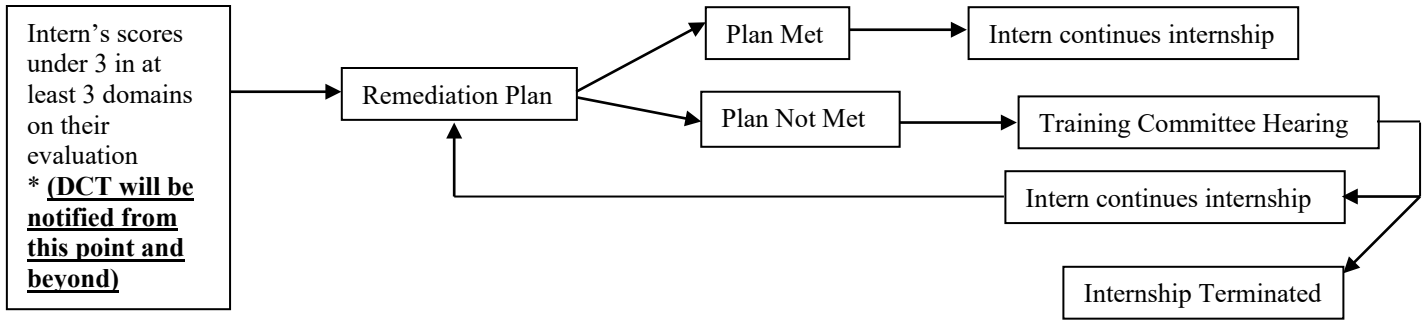 Intern's scores
under 3 in at
least 3 domains
on their
evaluation
* (DCT will be
notified from
this point and
beyond)
Remediation Plan
Plan Met
Intern continues internship
Plan Not Met
Training Committee Hearing
Intern continues internship
Internship Terminated